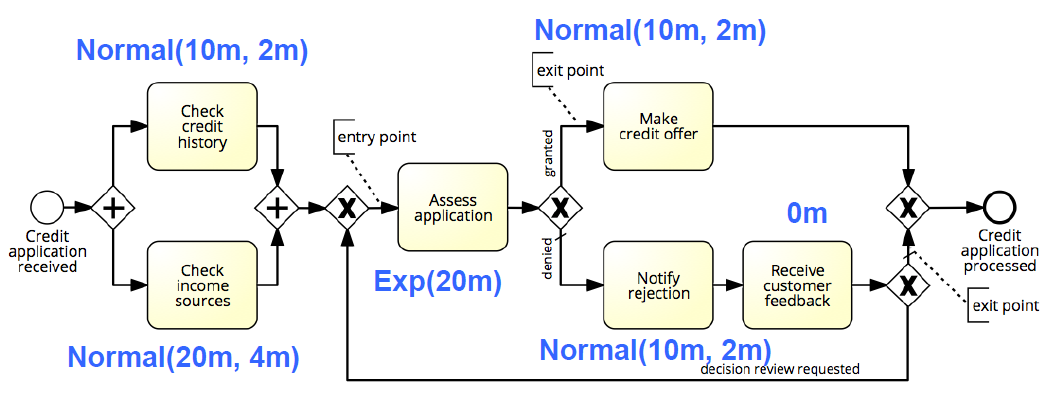 Normal(10m, 2m)
Normal(10m, 2m)
exit point
Check
credit
history
Make
credit offer
entry point
granted
Assess
application
0m
Credit
application
received
denied
Credit
application
processed
Check
income
sources
Exp(20m)
Notify
rejection
Receive
customer
feedback
exit point
Normal(20m, 4m)
Normal(10m, 2m)
decision review requested